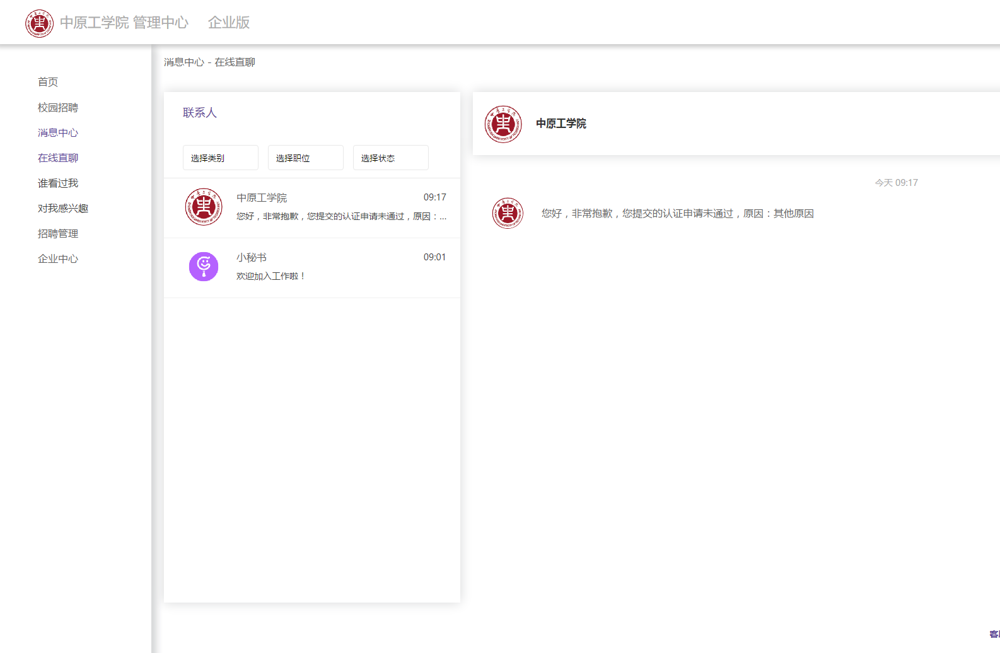 中原工学院 管理中心 企业版
消息中心 - 在线直聊
首页
校园招聘
消息中心
在线直聊
谁看过我
对我感兴趣
招聘管理
企业中心
联系人
选择类别 选择职位 选择状态
中原工学院 09:17
您好，非常抱歉，您提交的认证申请未通过，原因：...
小秘书 09:01
欢迎加入工作啦！
中原工学院
今天 09:17
您好，非常抱歉，您提交的认证申请未通过，原因：其他原因
客